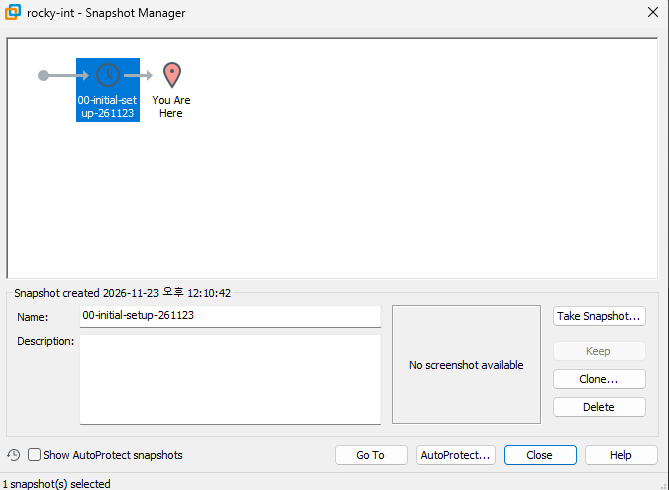 rocky-int - Snapshot Manager
00-initial-set
up-261123
You Are
Here
Snapshot created 2026-11-23 오후 12:10:42
Name:
00-initial-setup-261123
Description:
No screenshot available
Take Snapshot...
Keep
Clone...
Delete
Show AutoProtect snapshots
Go To
AutoProtect...
Close
Help
1 snapshot(s) selected